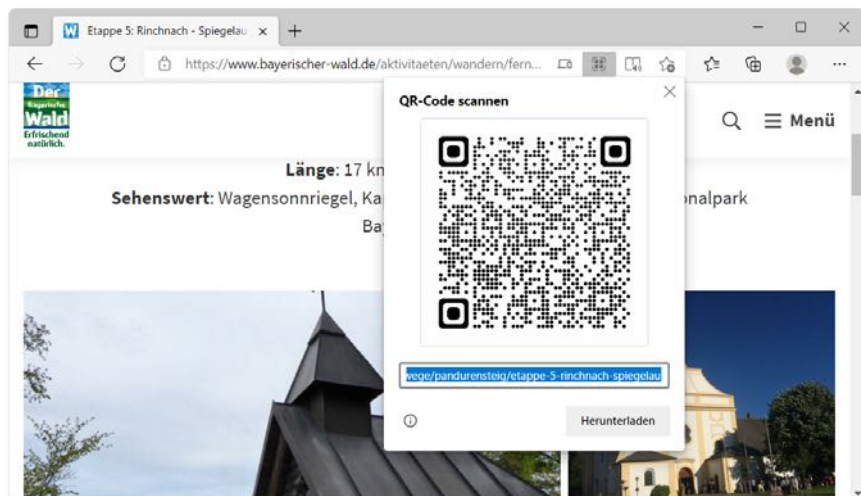 Etappe 5: Rinchnach - Spiegelau
https://www.bayerischer-wald.de/aktivitaeten/wandern/fern...
Der
Bayerische
Wald
Erfrischend
natürlich.
QR-Code scannen
Menü
Länge: 17 km
Sehenswert: Wagensonnriegel, Ka
onalpark
Ba
wege/pandurensteig/etappe-5-rinchnach-spiegelau
Herunterladen